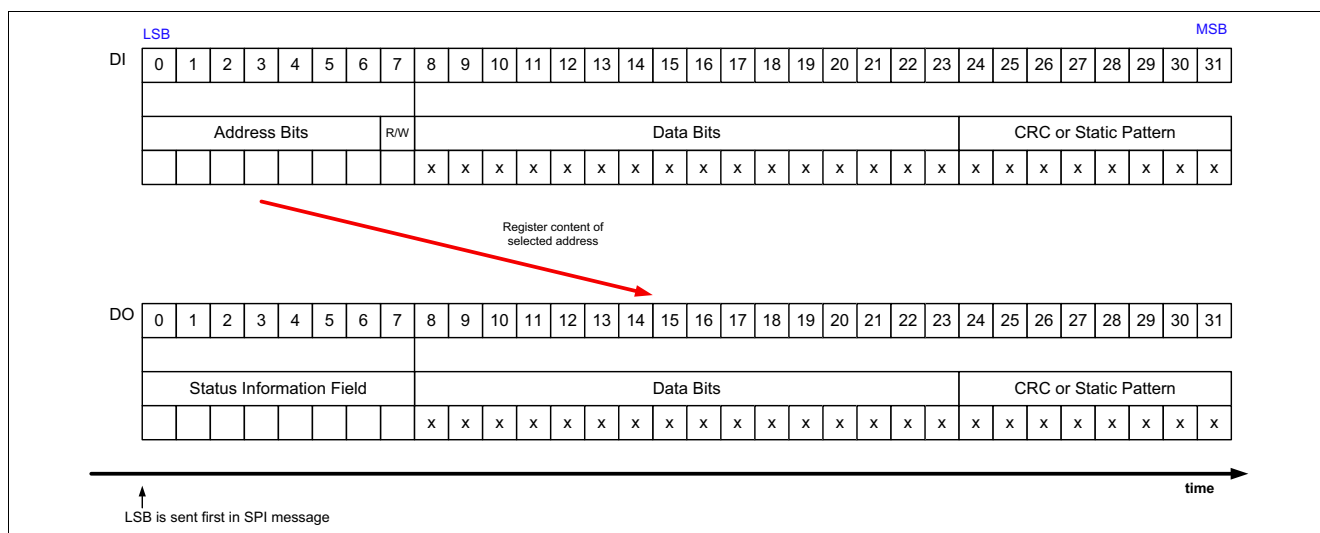 LSB MSB
DI 0 1 2 3 4 5 6 7 8 9 10 11 12 13 14 15 16 17 18 19 20 21 22 23 24 25 26 27 28 29 30 31
Address Bits R/W Data Bits CRC or Static Pattern
x x x x x x x x x x x x x x x x x x x x x x x x
Register content of
selected address
DO 0 1 2 3 4 5 6 7 8 9 10 11 12 13 14 15 16 17 18 19 20 21 22 23 24 25 26 27 28 29 30 31
Status Information Field Data Bits CRC or Static Pattern
x x x x x x x x x x x x x x x x x x x x x x x x
time
LSB is sent first in SPI message